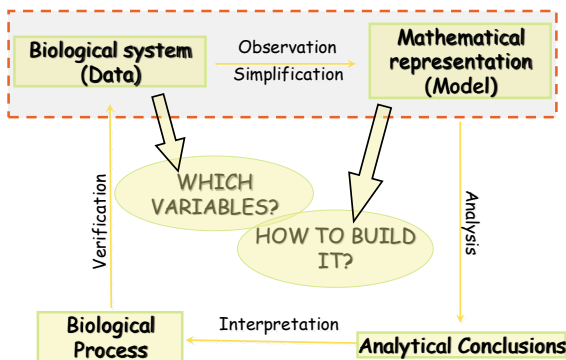 Biological system
(Data)
Observation
Simplification
Mathematical
representation
(Model)
WHICH
VARIABLES?
HOW TO BUILD
IT?
Verification
Analysis
Biological
Process
Interpretation
Analytical Conclusions